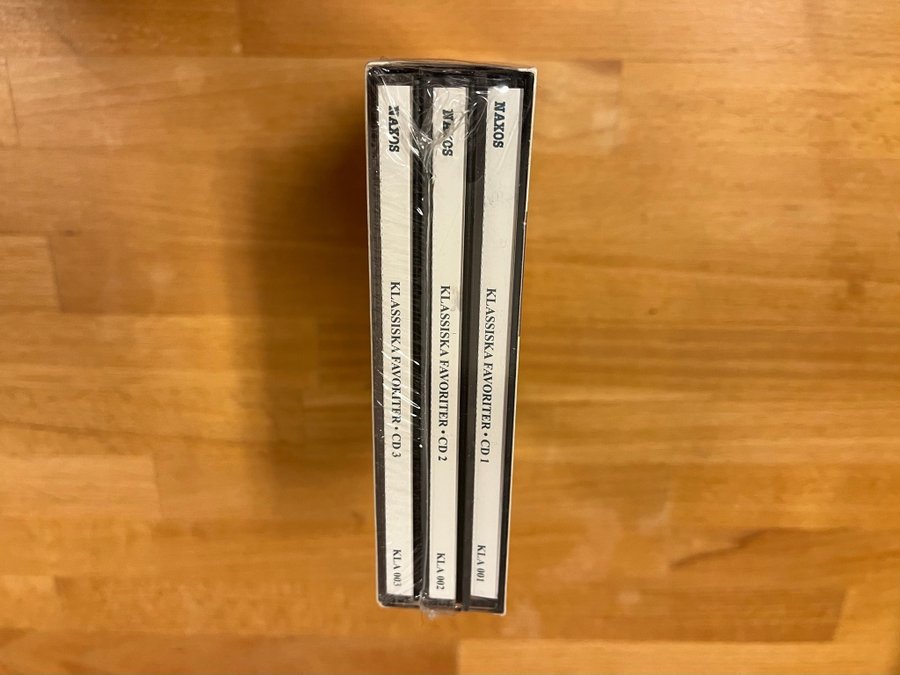 NAXOS KLASSISKA FAVORITER • CD 1 KLA 001
NAXOS KLASSISKA FAVORITER • CD 2 KLA 002
NAXOS KLASSISKA FAVORITER • CD 3 KLA 003